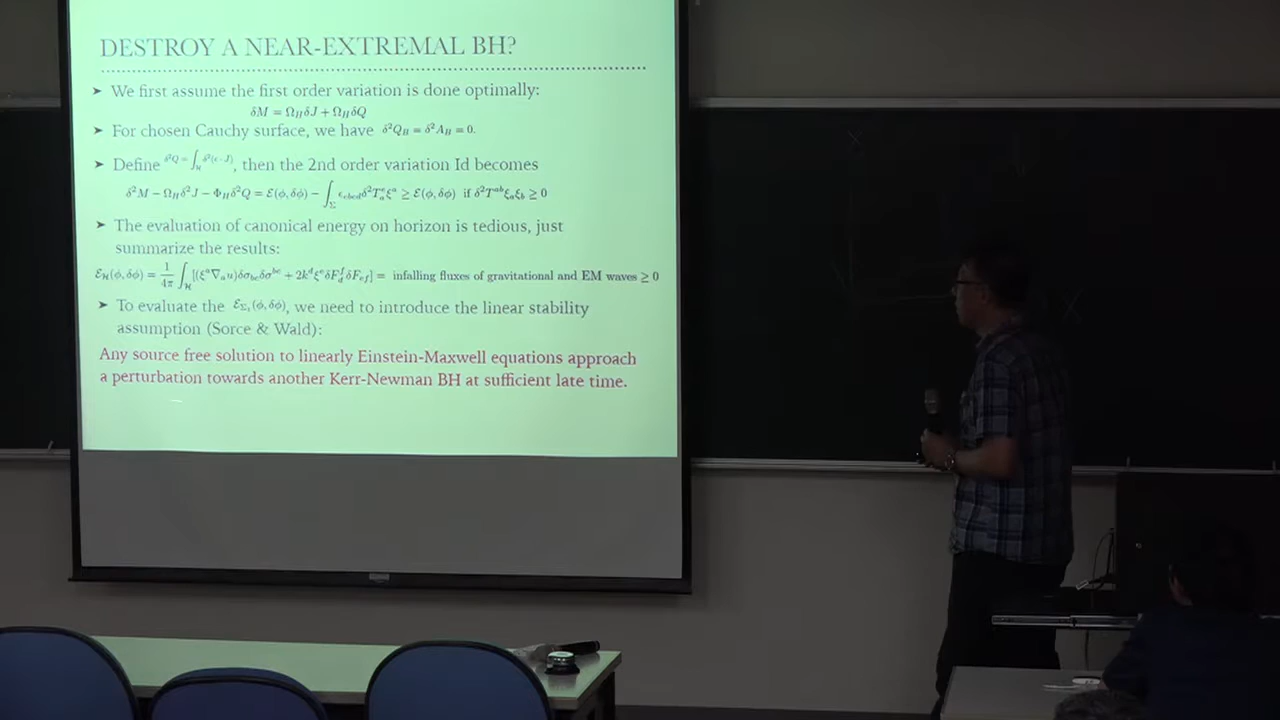 DESTROY A NEAR-EXTREMAL BH?
➤ We first assume the first order variation is done optimally:
δM = Ω_H δJ + Ω_H δQ
➤ For chosen Cauchy surface, we have δ²Q_B = δ²A_B = 0.
➤ Define δ²Q = ∫_H δ²(ε · J), then the 2nd order variation Id becomes
δ²M − Ω_H δ²J − Φ_H δ²Q = ℰ(φ, δφ) − ∫_Σ ε_ebcd δ²T^e_a ξ^a ≥ ℰ(φ, δφ) if δ²T^ab ξ_a ξ_b ≥ 0
➤ The evaluation of canonical energy on horizon is tedious, just
summarize the results:
ℰ_H(φ, δφ) = 1/4π ∫_H [(ξ^a ∇_a u)δσ_bc δσ^bc + 2k^d ξ^e δF_d^f δF_ef] = infalling fluxes of gravitational and EM waves ≥ 0
➤ To evaluate the ℰ_Σ₁(φ, δφ), we need to introduce the linear stability
assumption (Sorce & Wald):
Any source free solution to linearly Einstein-Maxwell equations approach
a perturbation towards another Kerr-Newman BH at sufficient late time.